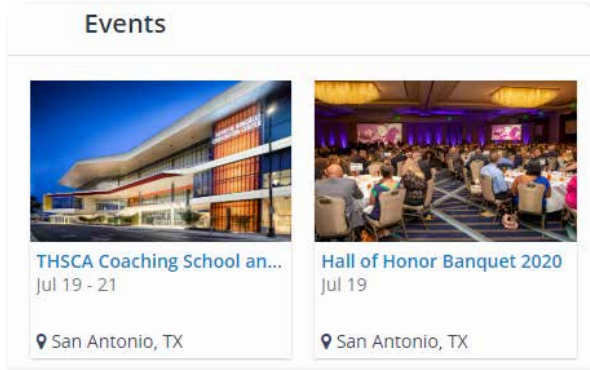 Events
THSCA Coaching School an...
Jul 19 - 21
San Antonio, TX
Hall of Honor Banquet 2020
Jul 19
San Antonio, TX